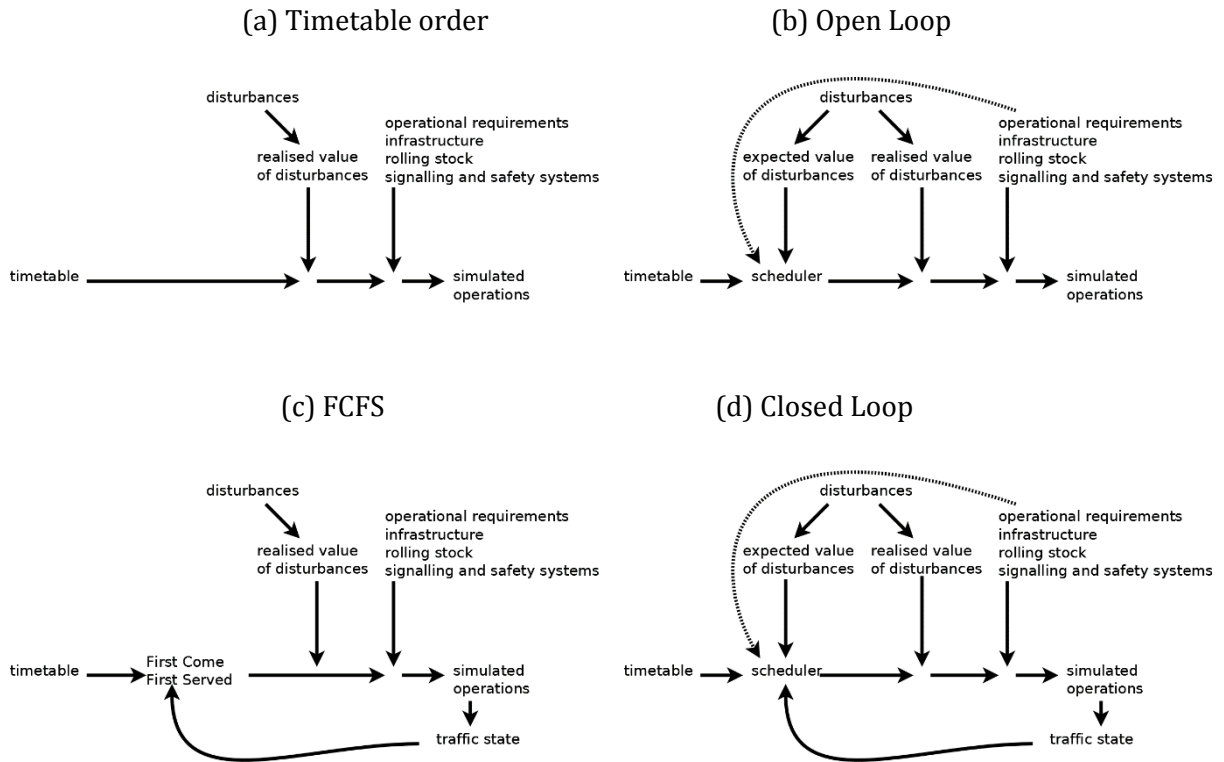 (a) Timetable order
disturbances
realised value
of disturbances
operational requirements
infrastructure
rolling stock
signalling and safety systems
timetable
simulated
operations
(b) Open Loop
disturbances
expected value
of disturbances
realised value
of disturbances
operational requirements
infrastructure
rolling stock
signalling and safety systems
timetable
scheduler
simulated
operations
(c) FCFS
disturbances
realised value
of disturbances
operational requirements
infrastructure
rolling stock
signalling and safety systems
timetable
First Come
First Served
simulated
operations
traffic state
(d) Closed Loop
disturbances
expected value
of disturbances
realised value
of disturbances
operational requirements
infrastructure
rolling stock
signalling and safety systems
timetable
scheduler
simulated
operations
traffic state